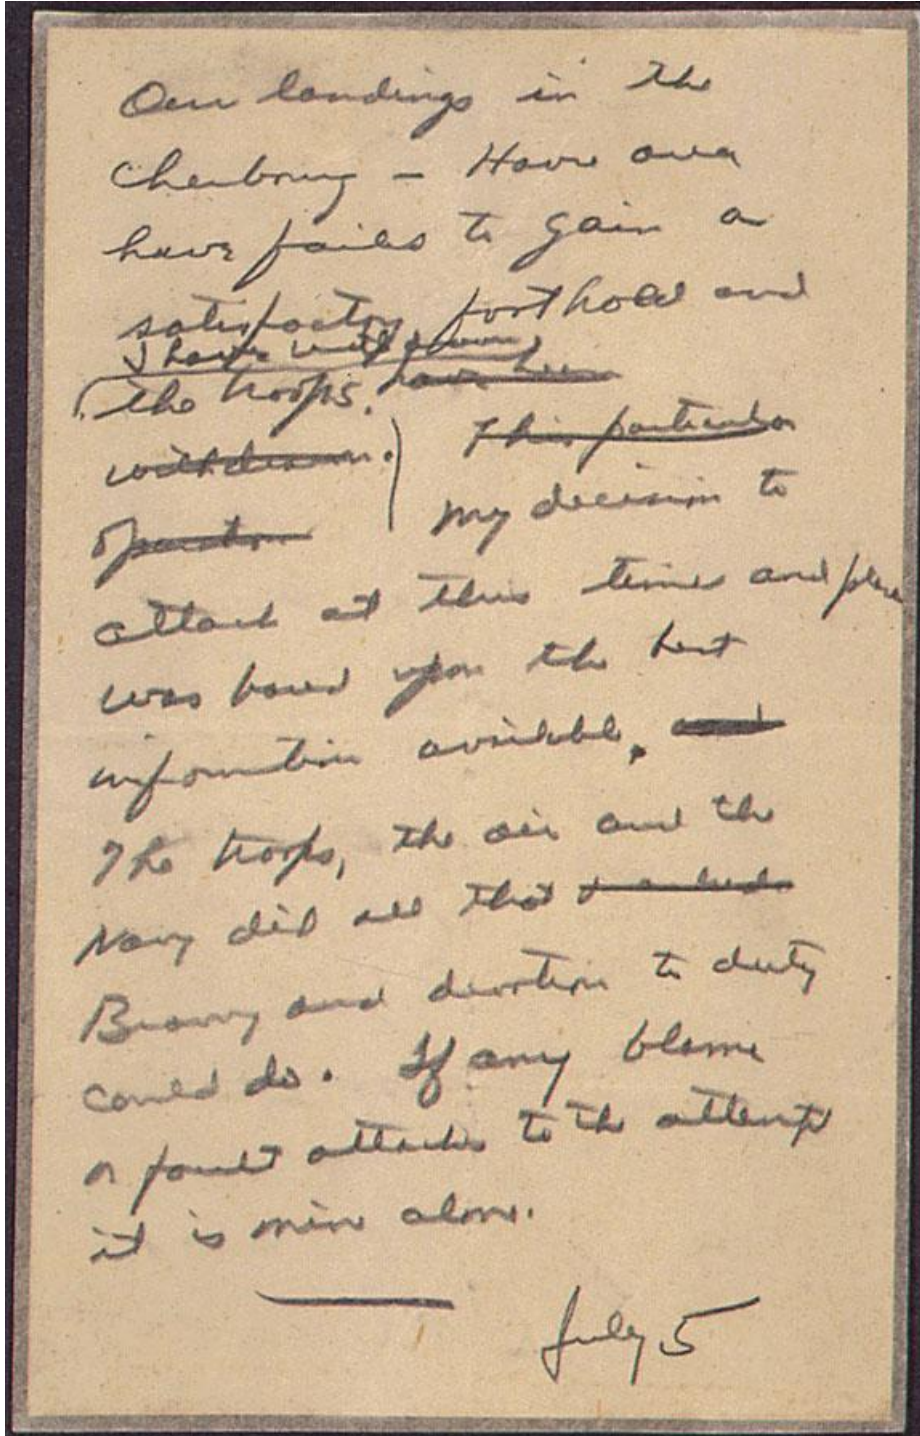 Our landings in the
Cherbourg - Havre area
have failed to gain a
satisfactory foothold and
I have withdrawn
the troops. have been
withdrawn. This particular
operation My decision to
attack at this time and place
was based upon the best
information available. and
The troops, the air and the
Navy did all that
Bravery and devotion to duty
could do. If any blame
or fault attaches to the attempt
it is mine alone.
July 5